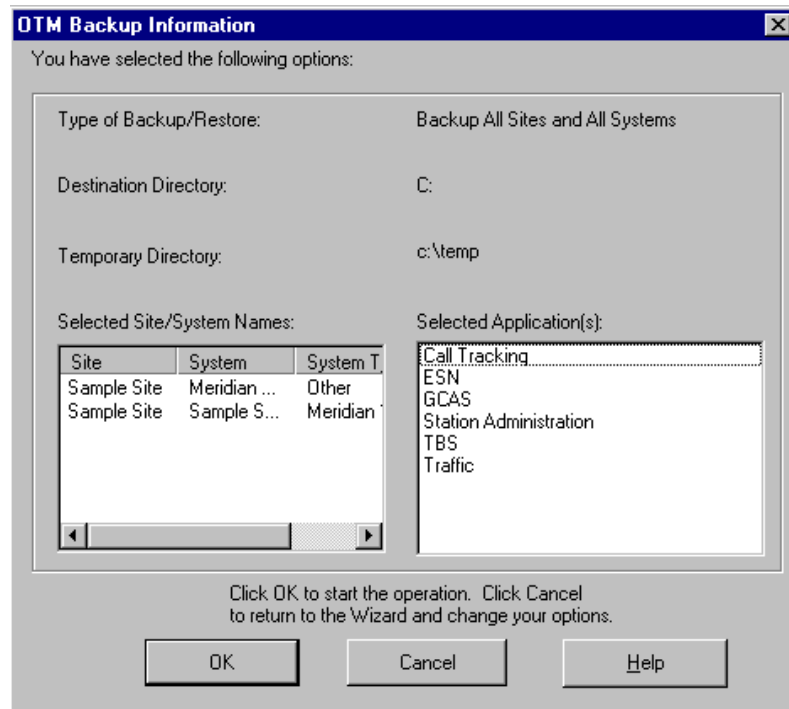 OTM Backup Information
You have selected the following options:
Type of Backup/Restore: Backup All Sites and All Systems
Destination Directory: C:
Temporary Directory: c:\temp
Selected Site/System Names: Selected Application(s):
Site System System T
Sample Site Meridian ... Other
Sample Site Sample S... Meridian
Call Tracking
ESN
GCAS
Station Administration
TBS
Traffic
Click OK to start the operation. Click Cancel
to return to the Wizard and change your options.
OK Cancel Help